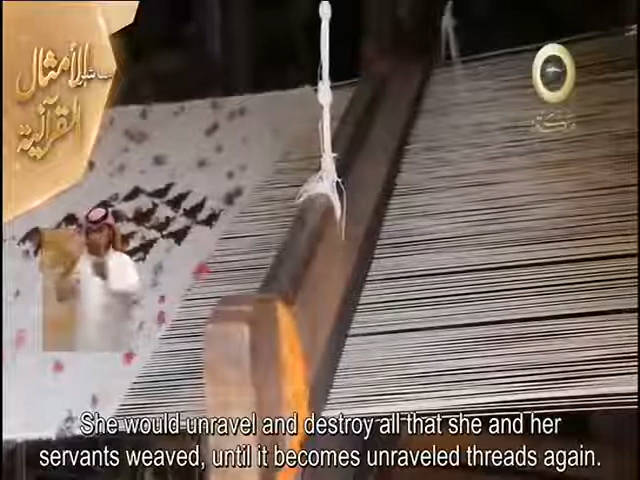 الأمثال
مباشر
القرآنية
She would unravel and destroy all that she and her
servants weaved, until it becomes unraveled threads again.